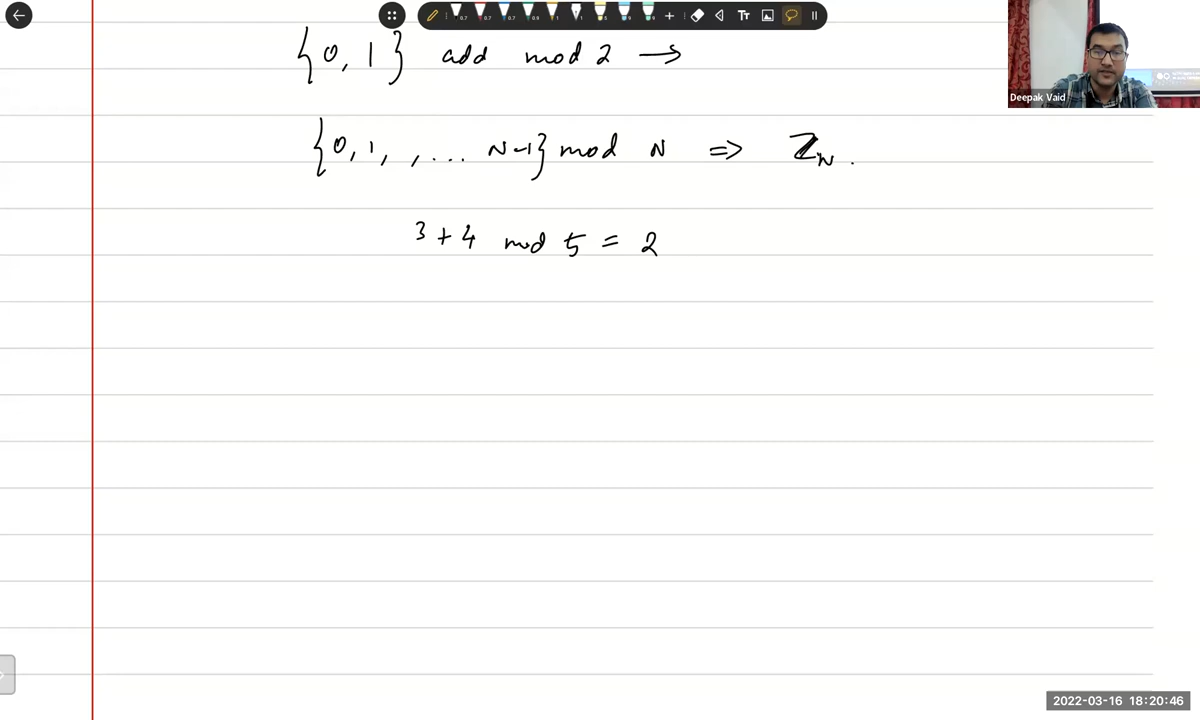 {0, 1} add mod 2 →
{0, 1, , .... N-1} mod N ⇒ ℤ_N .
3 + 4 mod 5 = 2
Deepak Vaid
2022-03-16 18:20:46